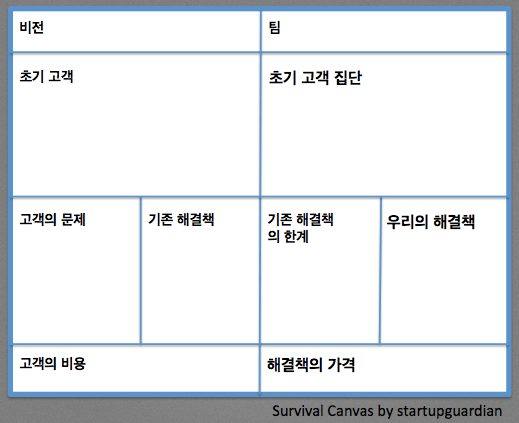 비전
팀
초기 고객
초기 고객 집단
고객의 문제
기존 해결책
기존 해결책
의 한계
우리의 해결책
고객의 비용
해결책의 가격
Survival Canvas by startupguardian